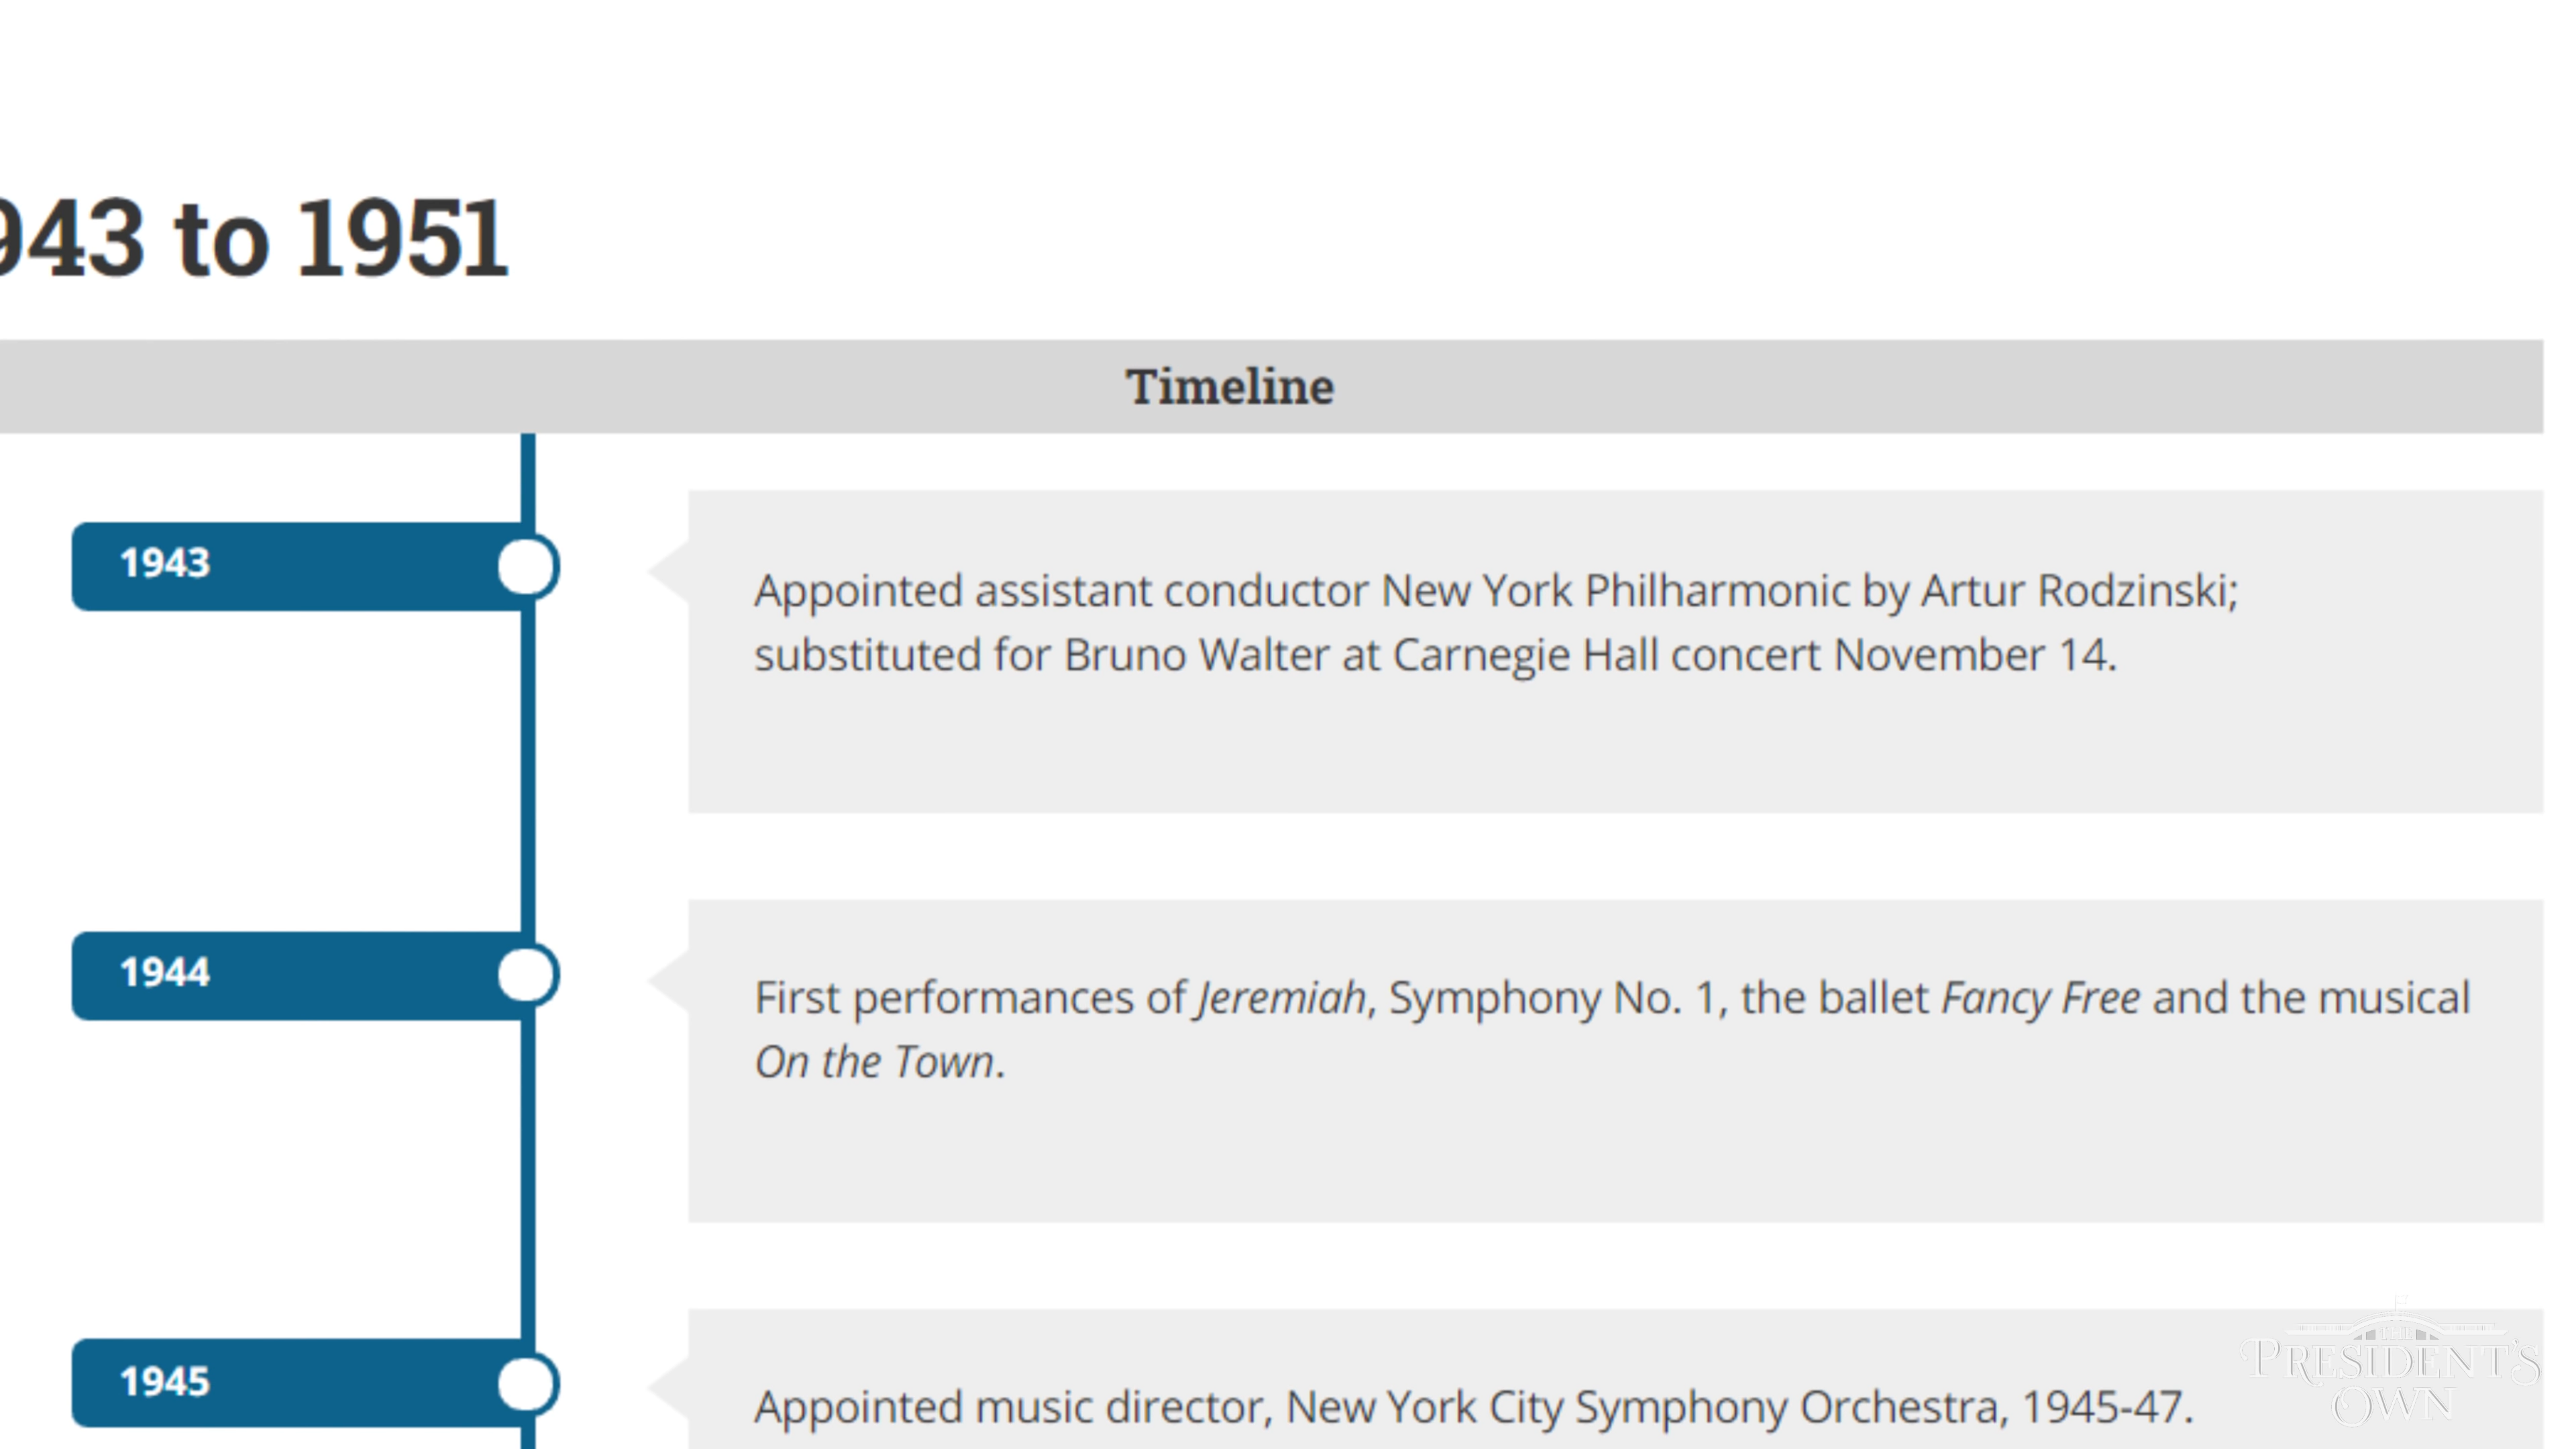 943 to 1951
Timeline
1943
Appointed assistant conductor New York Philharmonic by Artur Rodzinski;
substituted for Bruno Walter at Carnegie Hall concert November 14.
1944
First performances of Jeremiah, Symphony No. 1, the ballet Fancy Free and the musical
On the Town.
1945
Appointed music director, New York City Symphony Orchestra, 1945-47.
THE
PRESIDENT'S
OWN